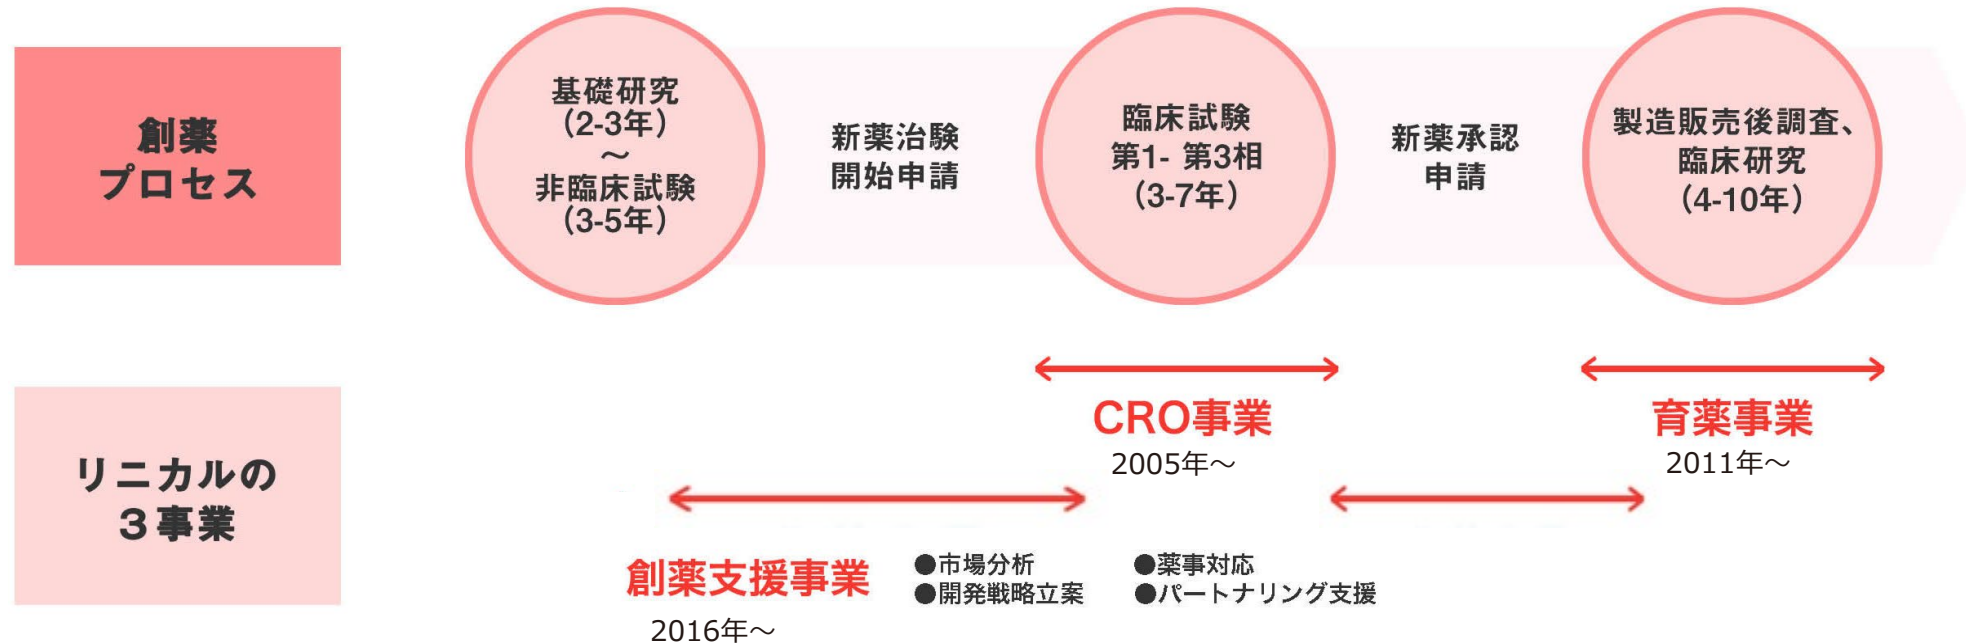 創薬
プロセス
基礎研究
（2-3年）
～
非臨床試験
（3-5年）
新薬治験
開始申請
臨床試験
第1- 第3相
（3-7年）
新薬承認
申請
製造販売後調査、
臨床研究
（4-10年）
リニカルの
３事業
CRO事業
2005年～
育薬事業
2011年～
創薬支援事業
2016年～
●市場分析
●開発戦略立案
●薬事対応
●パートナリング支援